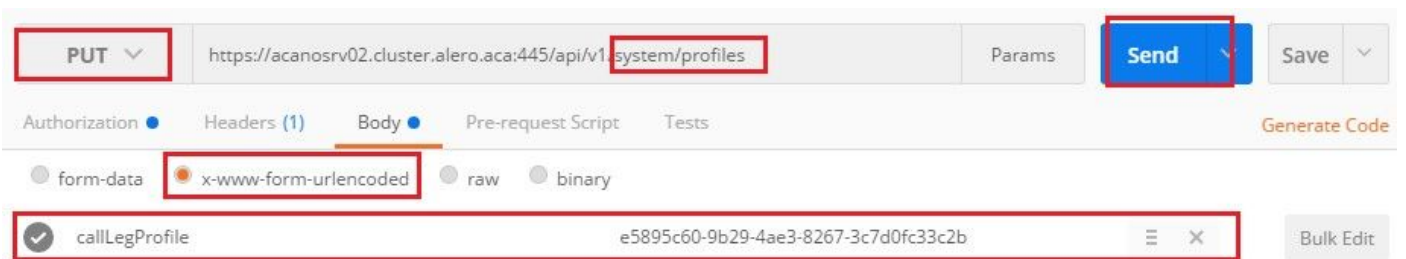 PUT https://acanosrv02.cluster.alero.aca:445/api/v1/system/profiles Params Send Save
Authorization Headers (1) Body Pre-request Script Tests Generate Code
form-data x-www-form-urlencoded raw binary
callLegProfile e5895c60-9b29-4ae3-8267-3c7d0fc33c2b Bulk Edit